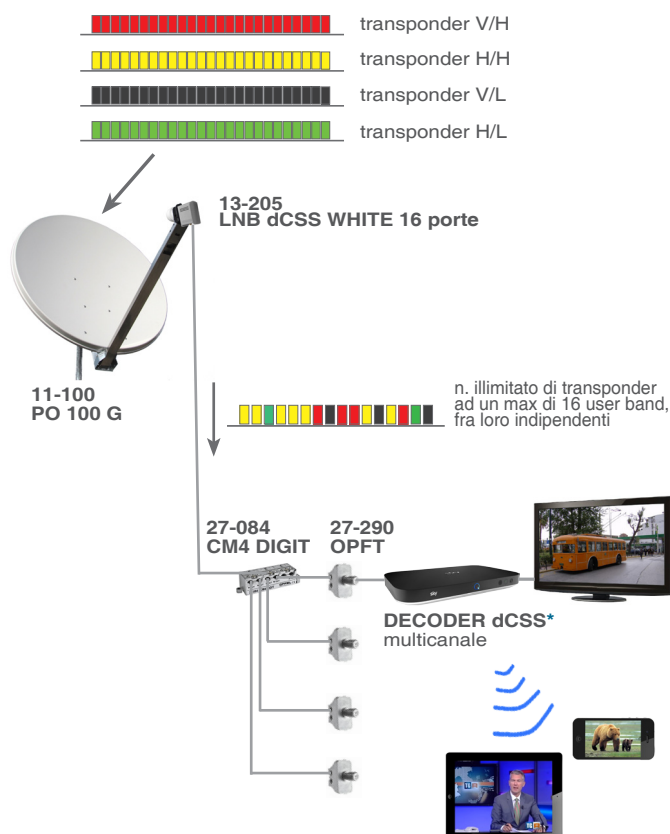 transponder V/H
transponder H/H
transponder V/L
transponder H/L
13-205
LNB dCSS WHITE 16 porte
11-100
PO 100 G
n. illimitato di transponder
ad un max di 16 user band,
fra loro indipendenti
27-084
CM4 DIGIT
27-290
OPFT
DECODER dCSS*
multicanale
sky